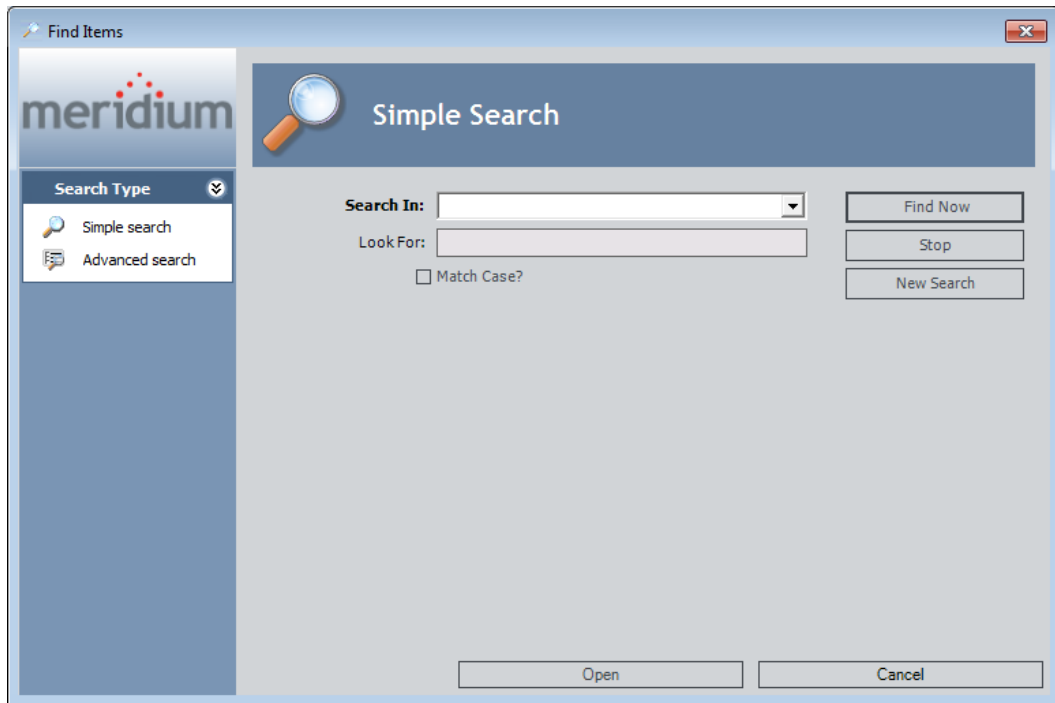 Find Items
meridium
Simple Search
Search Type
Simple search
Advanced search
Search In:
Look For:
Match Case?
Find Now
Stop
New Search
Open
Cancel